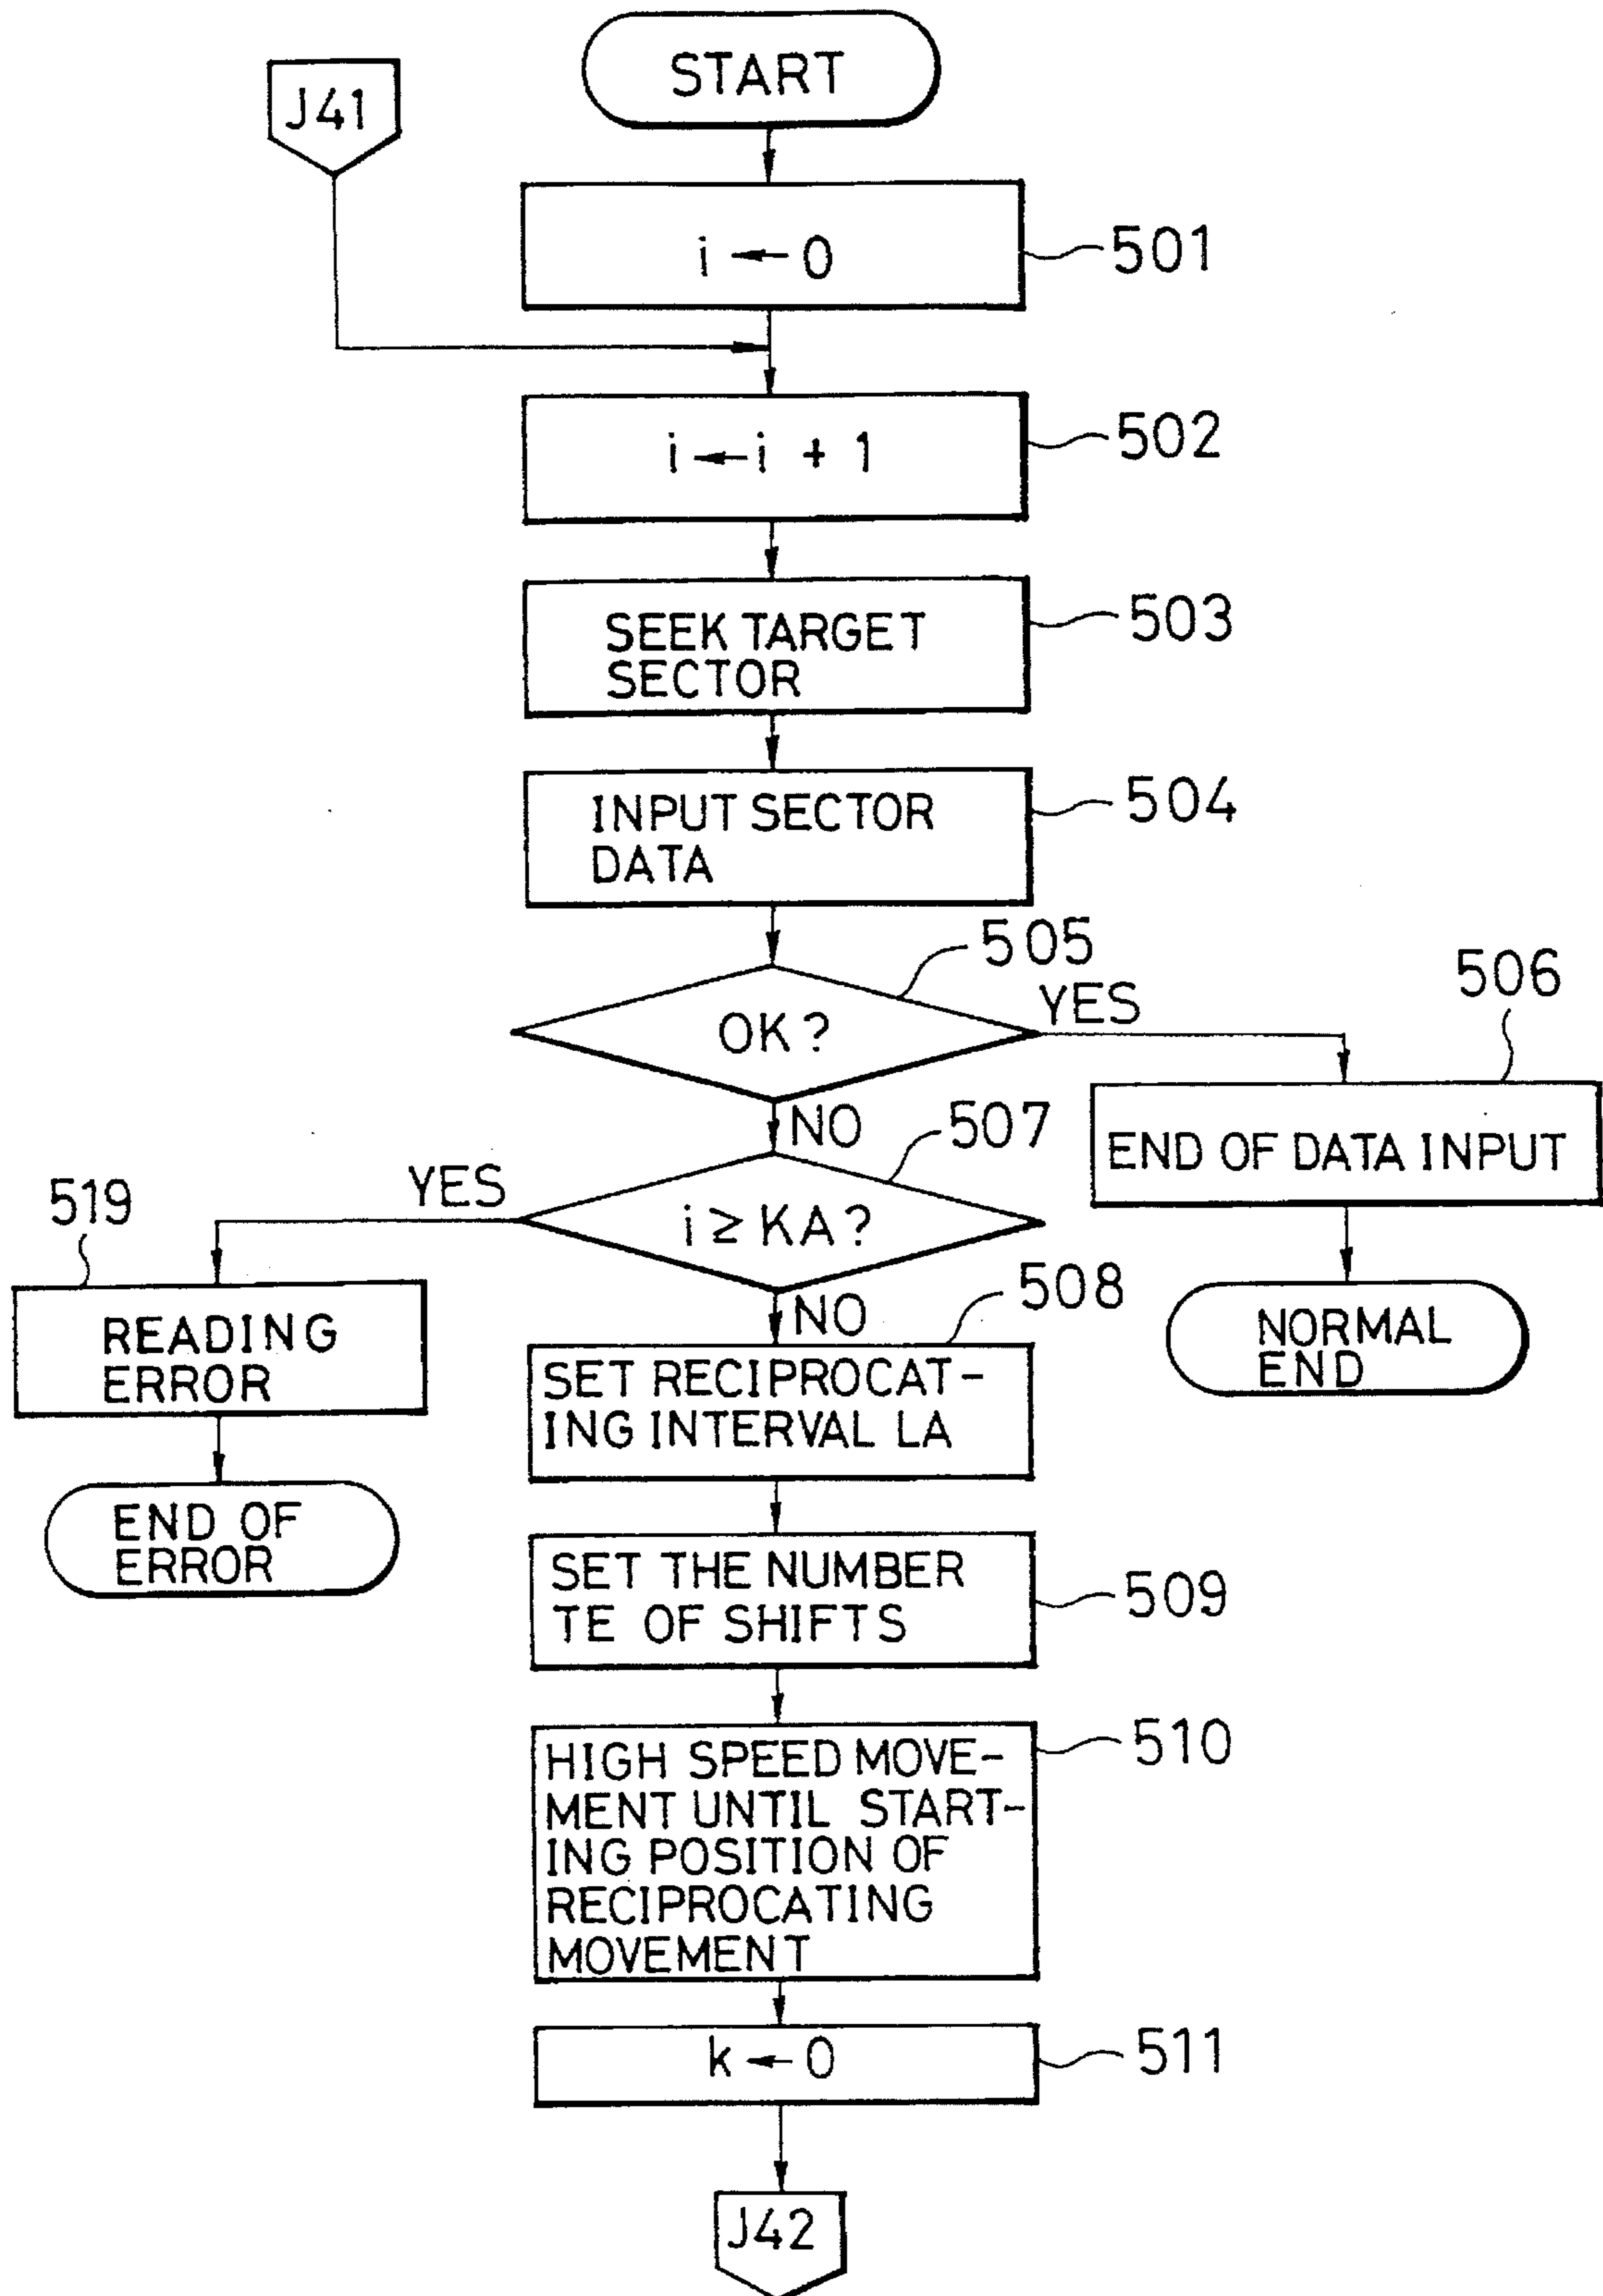 START
J41
i ← 0
501
i ← i + 1
502
SEEK TARGET
SECTOR
503
INPUT SECTOR
DATA
504
505
OK?
YES
506
END OF DATA INPUT
NORMAL
END
NO
507
i ≥ KA?
YES
519
READING
ERROR
END OF
ERROR
NO
508
SET RECIPROCAT-
ING INTERVAL LA
SET THE NUMBER
TE OF SHIFTS
509
HIGH SPEED MOVE-
MENT UNTIL START-
ING POSITION OF
RECIPROCATING
MOVEMENT
510
k ← 0
511
J42